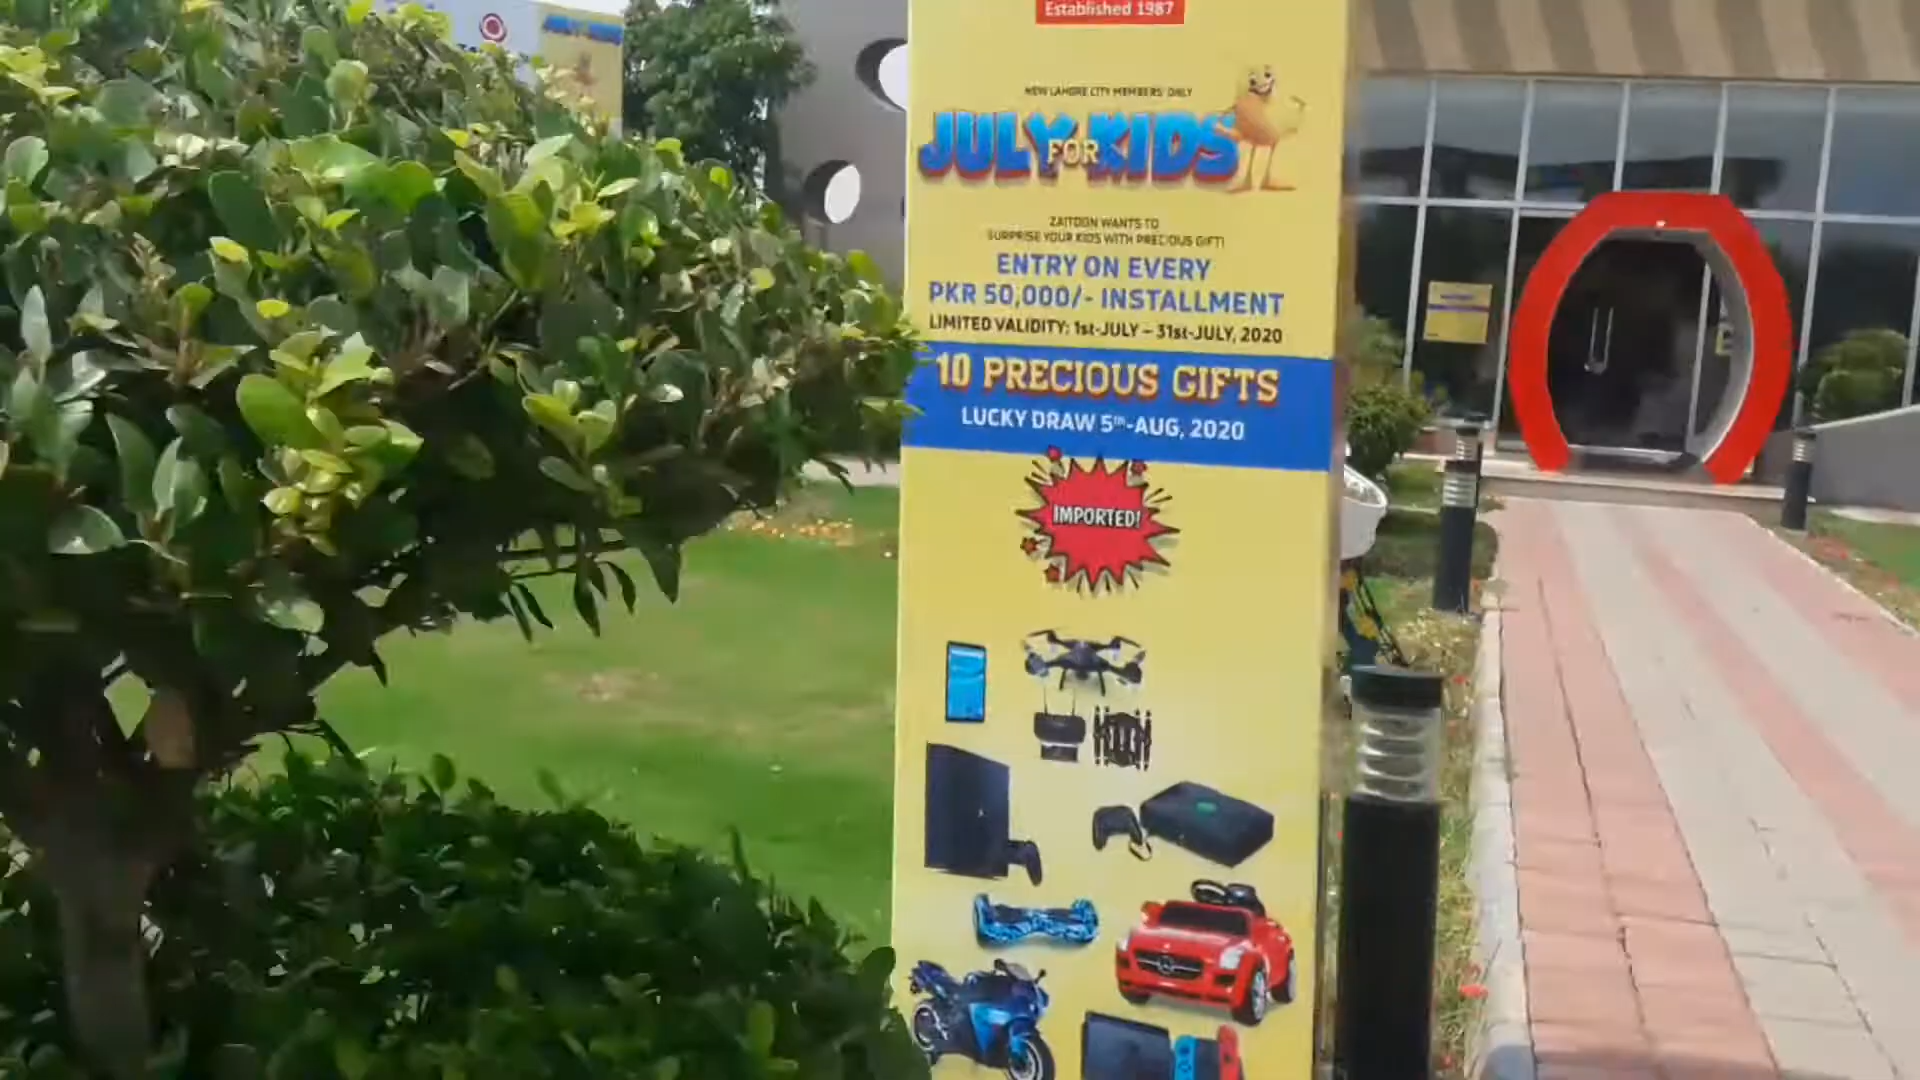 Established 1987
NEW LAHORE CITY MEMBERS' ONLY
JULY FOR KIDS
ZAITOON WANTS TO
SURPRISE YOUR KIDS WITH PRECIOUS GIFT!
ENTRY ON EVERY
PKR 50,000/- INSTALLMENT
LIMITED VALIDITY: 1st-JULY – 31st-JULY, 2020
10 PRECIOUS GIFTS
LUCKY DRAW 5th-AUG, 2020
IMPORTED!
JULY KIDS